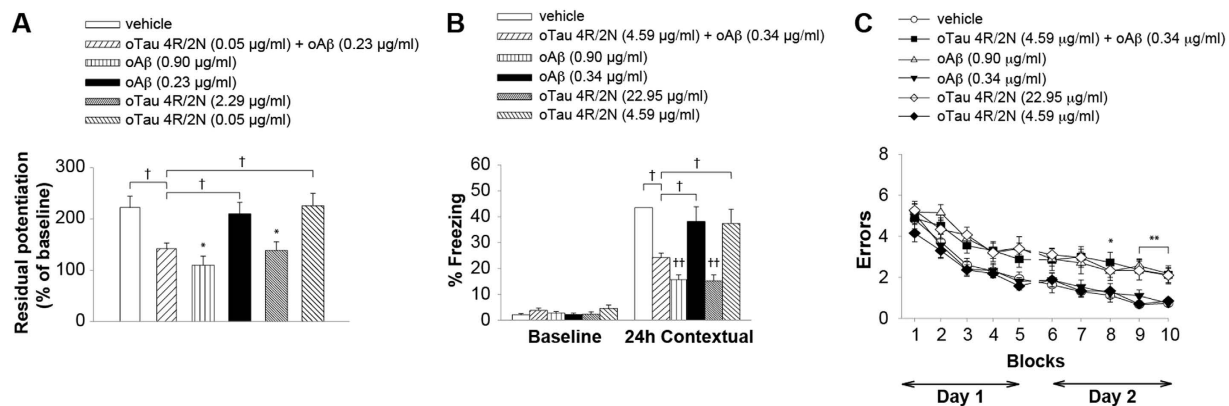 A
vehicle
oTau 4R/2N (0.05 µg/ml) + oAβ (0.23 µg/ml)
oAβ (0.90 µg/ml)
oAβ (0.23 µg/ml)
oTau 4R/2N (2.29 µg/ml)
oTau 4R/2N (0.05 µg/ml)
Residual potentiation
(% of baseline)
300
200
100
0
†
†
†
*
*
B
vehicle
oTau 4R/2N (4.59 µg/ml) + oAβ (0.34 µg/ml)
oAβ (0.90 µg/ml)
oAβ (0.34 µg/ml)
oTau 4R/2N (22.95 µg/ml)
oTau 4R/2N (4.59 µg/ml)
% Freezing
60
50
40
30
20
10
0
†
†
†
††
††
Baseline
24h Contextual
C
vehicle
oTau 4R/2N (4.59 µg/ml) + oAβ (0.34 µg/ml)
oAβ (0.90 µg/ml)
oAβ (0.34 µg/ml)
oTau 4R/2N (22.95 µg/ml)
oTau 4R/2N (4.59 µg/ml)
Errors
8
6
4
2
0
*
**
1 2 3 4 5 6 7 8 9 10
Blocks
Day 1 Day 2